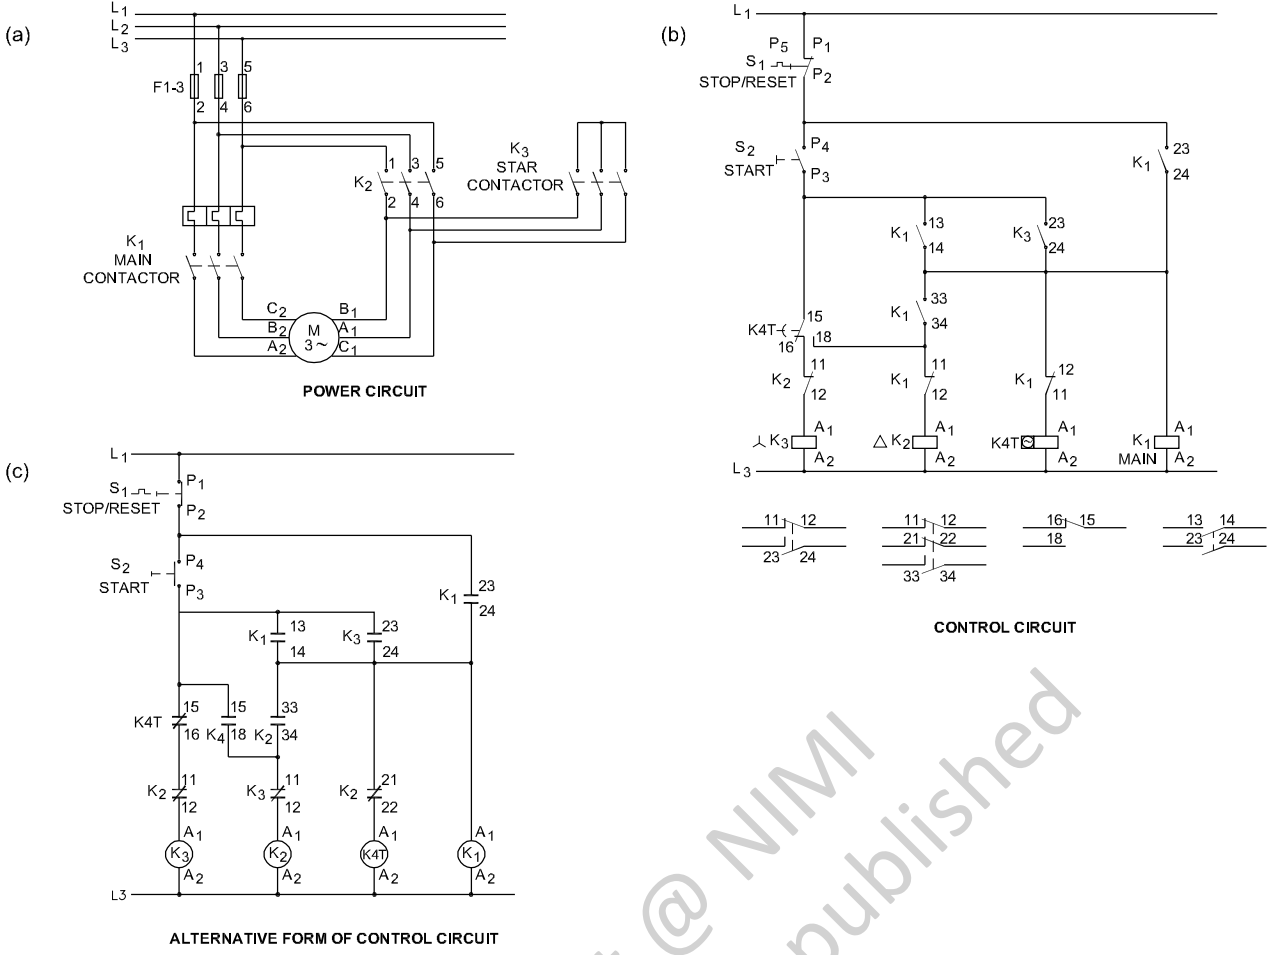 (a)
L1
L2
L3
F1-3
1 3 5
2 4 6
K3
STAR
CONTACTOR
K2
1 3 5
2 4 6
K1
MAIN
CONTACTOR
C2 B1
B2 A1
A2 C1
M
3~
POWER CIRCUIT
(b)
L1
P5 P1
S1
P2
STOP/RESET
S2
START
P4
P3
K1
23
24
K1
13
14
K3
23
24
K1
33
34
K4T
15
16
18
K2
11
12
K1
11
12
K1
12
11
K3
A1
A2
△ K2
A1
A2
K4T
A1
A2
K1
MAIN
A1
A2
L3
11 12
23 24
11 12
21 22
33 34
16 15
18
13 14
23 24
CONTROL CIRCUIT
(c)
L1
S1
P1
P2
STOP/RESET
S2
START
P4
P3
K1
23
24
K1
13
14
K3
23
24
K4T
15
16
K4
15
18
K2
33
34
K2
11
12
K3
11
12
K2
21
22
A1
K3
A2
A1
K2
A2
A1
K4T
A2
A1
K1
A2
L3
ALTERNATIVE FORM OF CONTROL CIRCUIT
@ NIMI
published